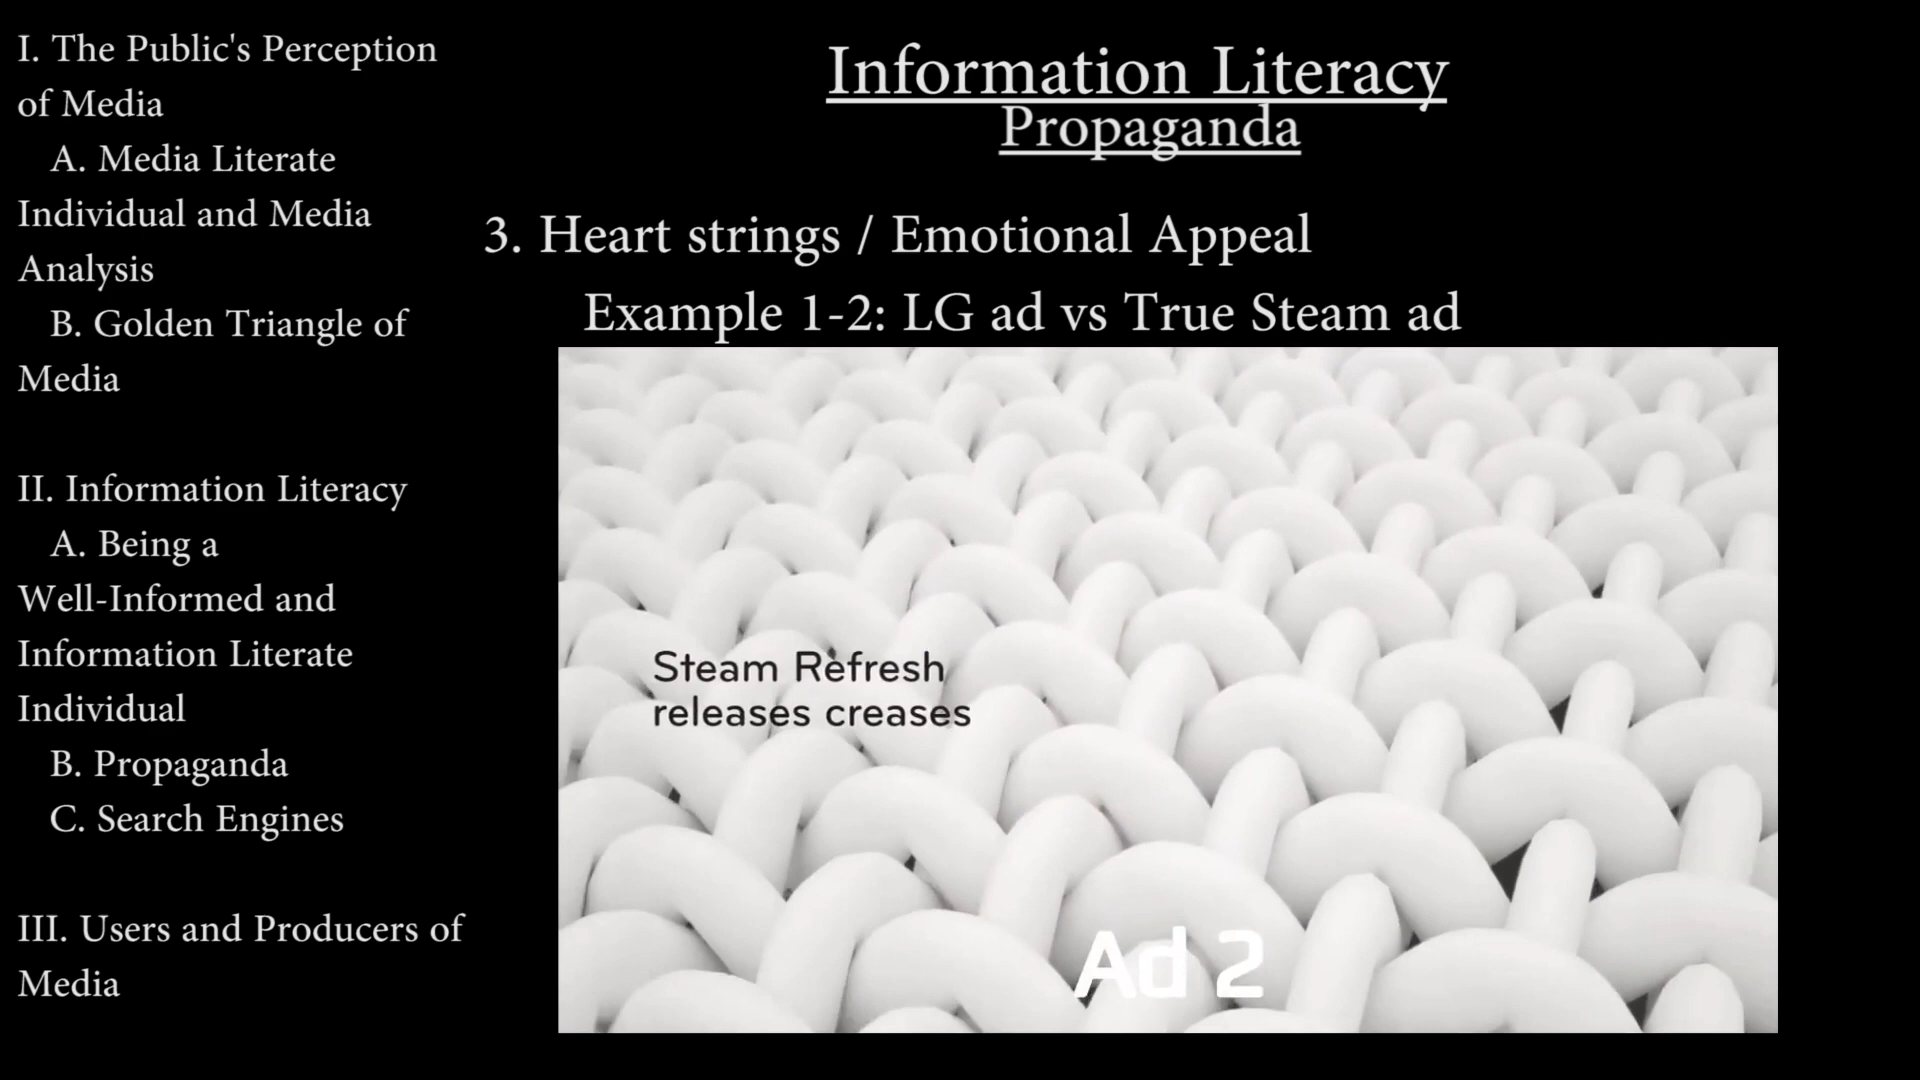 I. The Public's Perception
of Media
A. Media Literate
Individual and Media
Analysis
B. Golden Triangle of
Media
II. Information Literacy
A. Being a
Well-Informed and
Information Literate
Individual
B. Propaganda
C. Search Engines
III. Users and Producers of
Media
Information Literacy
Propaganda
3. Heart strings / Emotional Appeal
Example 1-2: LG ad vs True Steam ad
Steam Refresh
releases creases
Ad 2